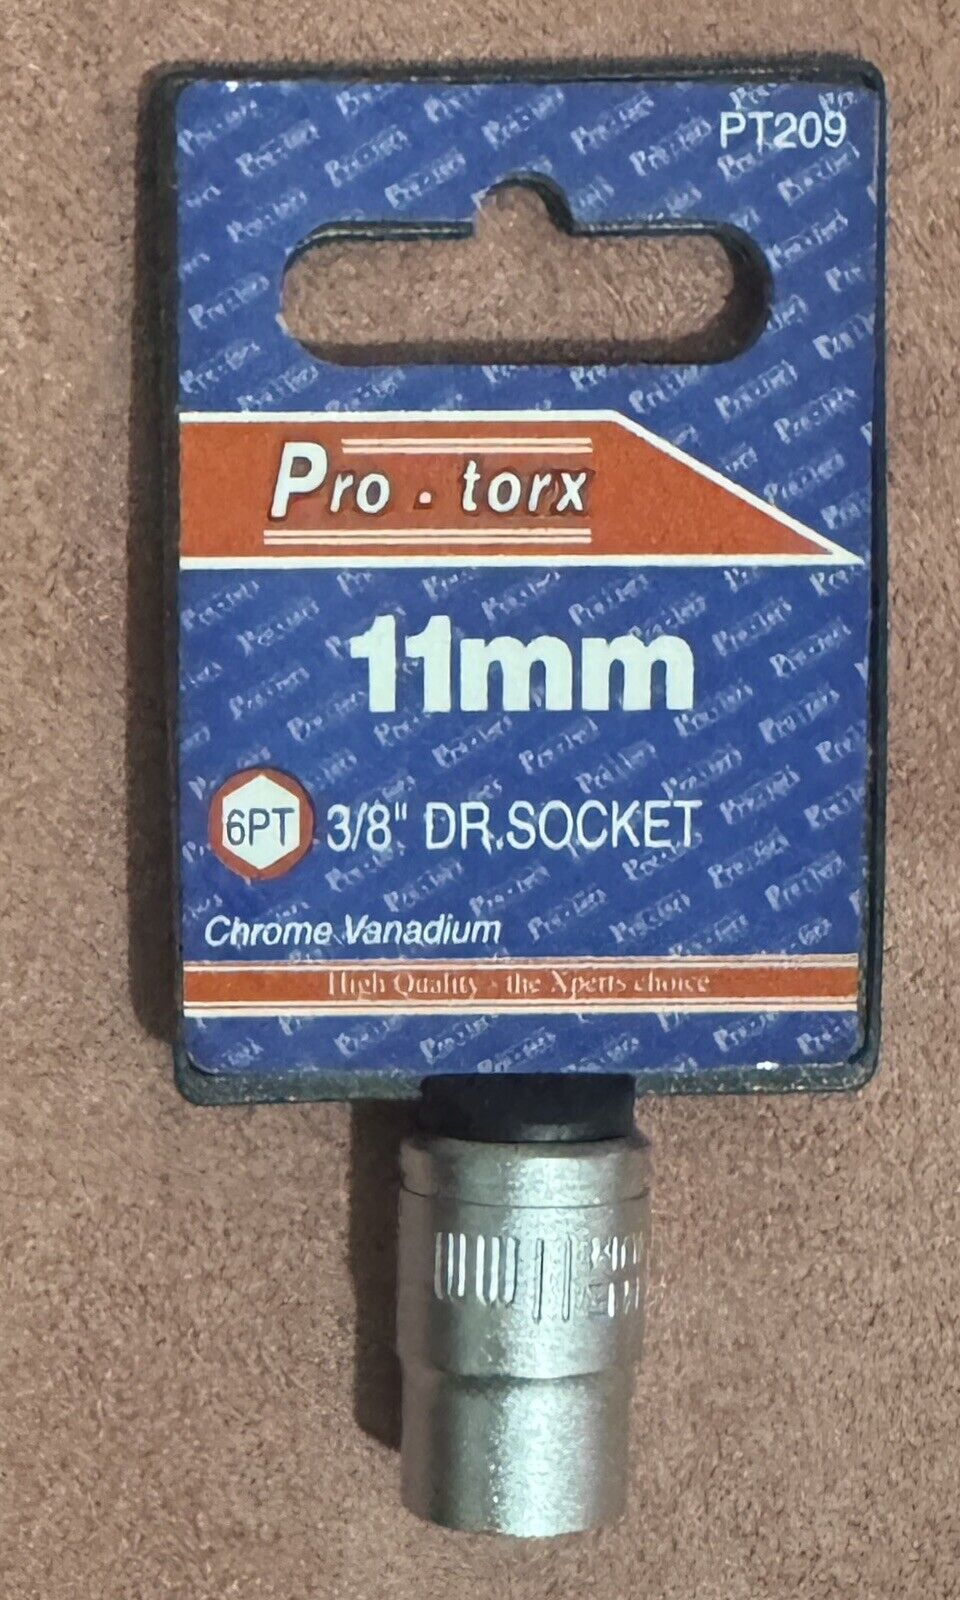 PT209
Pro . torx
11mm
6PT 3/8" DR.SOCKET
Chrome Vanadium
High Quality - the Xperts choice